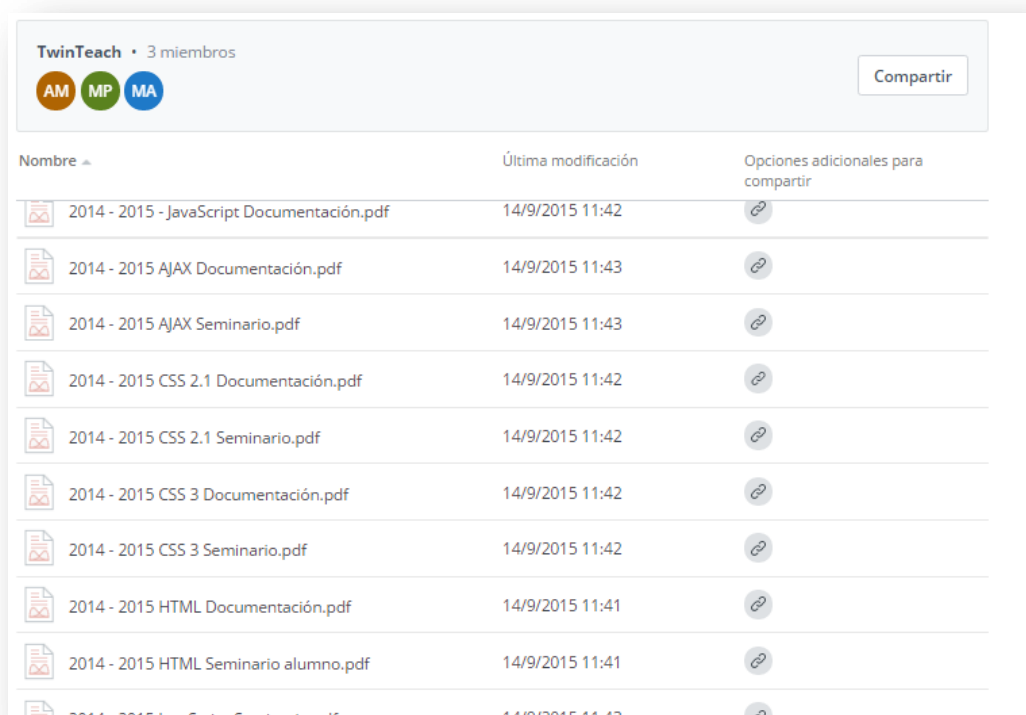 TwinTeach • 3 miembros
AM MP MA
Compartir
Nombre Última modificación Opciones adicionales para
compartir
2014 - 2015 - JavaScript Documentación.pdf 14/9/2015 11:42
2014 - 2015 AJAX Documentación.pdf 14/9/2015 11:43
2014 - 2015 AJAX Seminario.pdf 14/9/2015 11:43
2014 - 2015 CSS 2.1 Documentación.pdf 14/9/2015 11:42
2014 - 2015 CSS 2.1 Seminario.pdf 14/9/2015 11:42
2014 - 2015 CSS 3 Documentación.pdf 14/9/2015 11:42
2014 - 2015 CSS 3 Seminario.pdf 14/9/2015 11:42
2014 - 2015 HTML Documentación.pdf 14/9/2015 11:41
2014 - 2015 HTML Seminario alumno.pdf 14/9/2015 11:41